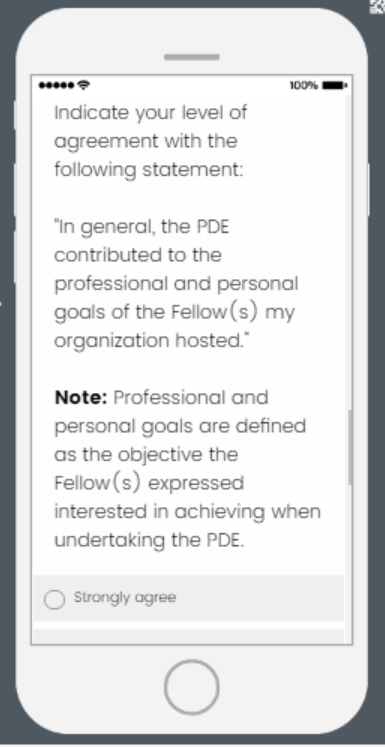 100%
Indicate your level of
agreement with the
following statement:
"In general, the PDE
contributed to the
professional and personal
goals of the Fellow(s) my
organization hosted."
Note: Professional and
personal goals are defined
as the objective the
Fellow(s) expressed
interested in achieving when
undertaking the PDE.
Strongly agree